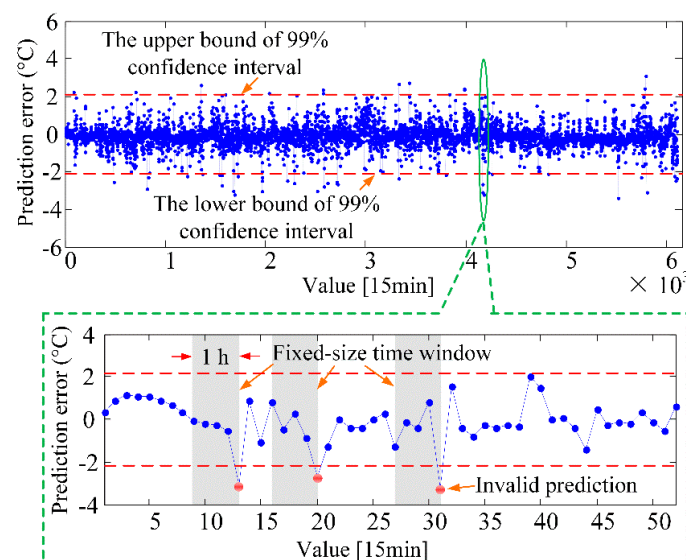 6
4
2
0
-2
-4
-6
Prediction error (°C)
The upper bound of 99%
confidence interval
The lower bound of 99%
confidence interval
0 1 2 3 4 5 6
Value [15min]
× 10³
4
2
0
-2
-4
Prediction error (°C)
1 h
Fixed-size time window
Invalid prediction
5 10 15 20 25 30 35 40 45 50
Value [15min]